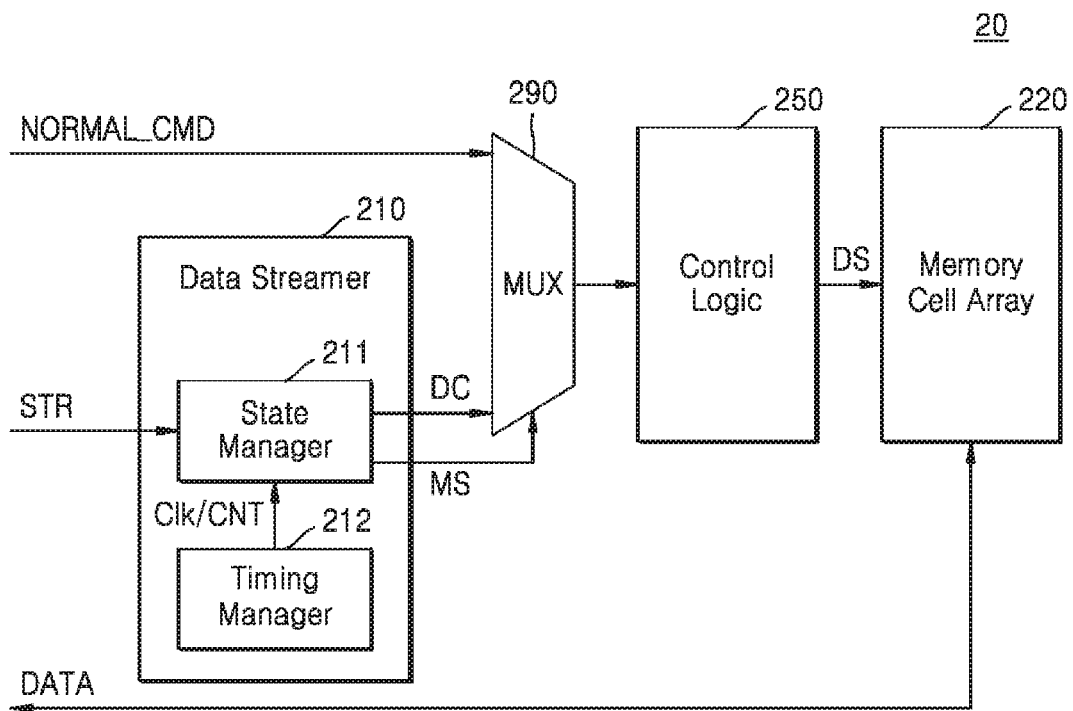 20
290
250
220
NORMAL_CMD
210
Data Streamer
MUX
Control
Logic
DS
Memory
Cell Array
211
STR
State
Manager
DC
MS
Clk/CNT
212
Timing
Manager
DATA